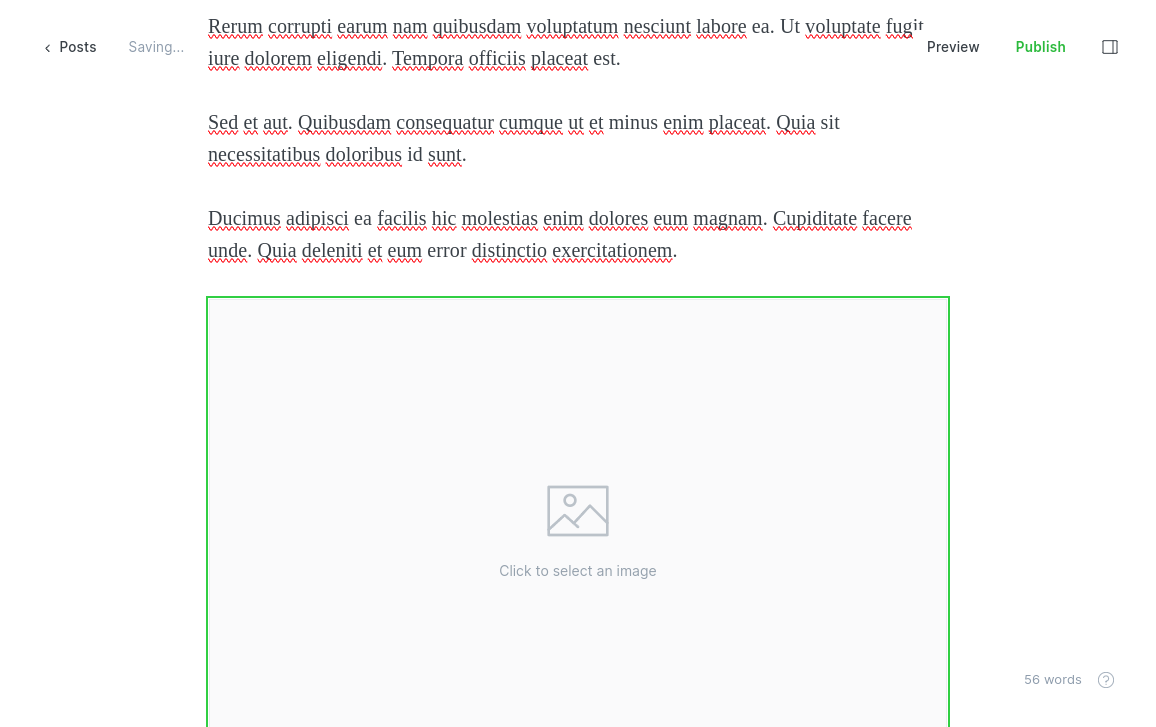 Rerum corrupti earum nam quibusdam voluptatum nesciunt labore ea. Ut voluptate fugit
Posts
Saving...
Preview
Publish
iure dolorem eligendi. Tempora officiis placeat est.
Sed et aut. Quibusdam consequatur cumque ut et minus enim placeat. Quia sit
necessitatibus doloribus id sunt.
Ducimus adipisci ea facilis hic molestias enim dolores eum magnam. Cupiditate facere
unde. Quia deleniti et eum error distinctio exercitationem.
Click to select an image
56 words